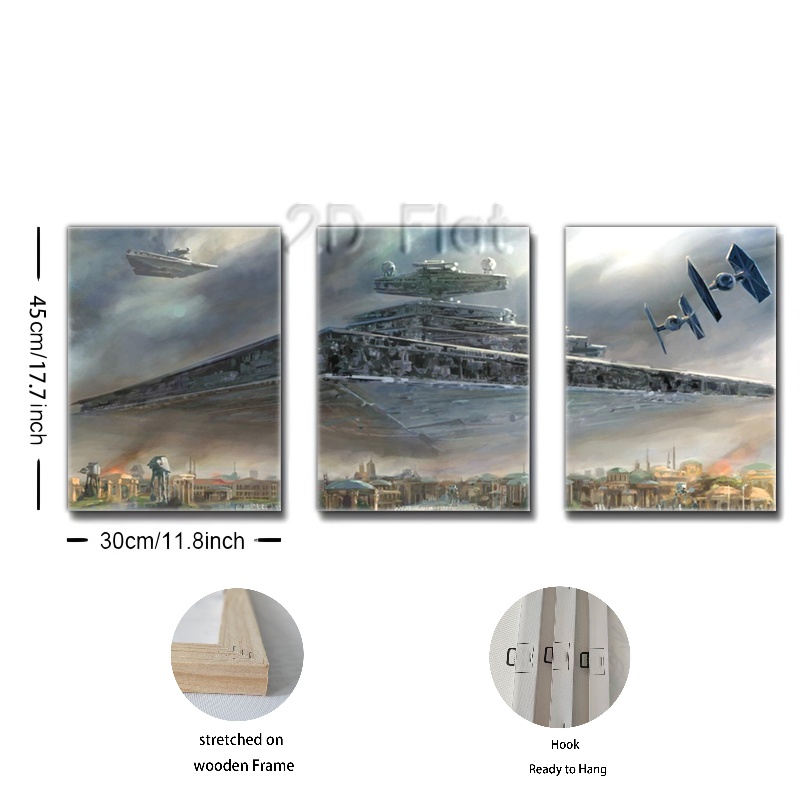 2D Flat
45cm/17.7inch
30cm/11.8inch
stretched on
wooden Frame
Hook
Ready to Hang